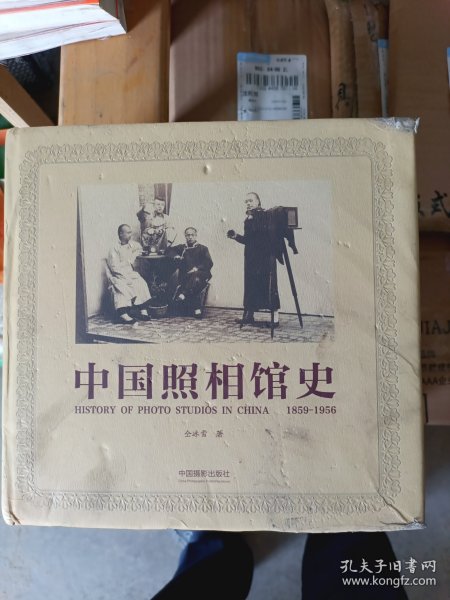 中国照相馆史
HISTORY OF PHOTO STUDIOS IN CHINA 1859-1956
仝冰雪 著
中国摄影出版社
孔夫子旧书网
www.kongfz.com